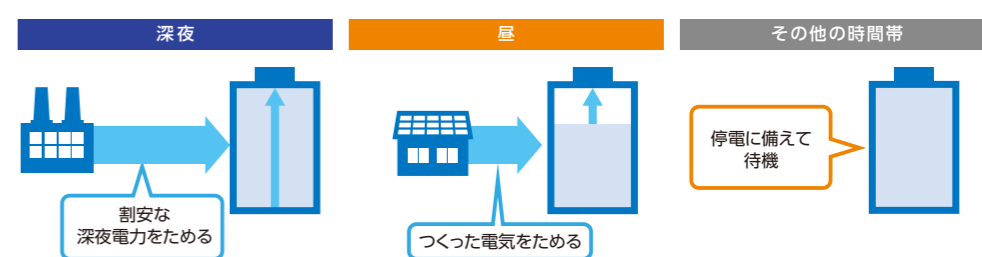 深夜
昼
その他の時間帯
割安な
深夜電力をためる
つくった電気をためる
停電に備えて
待機